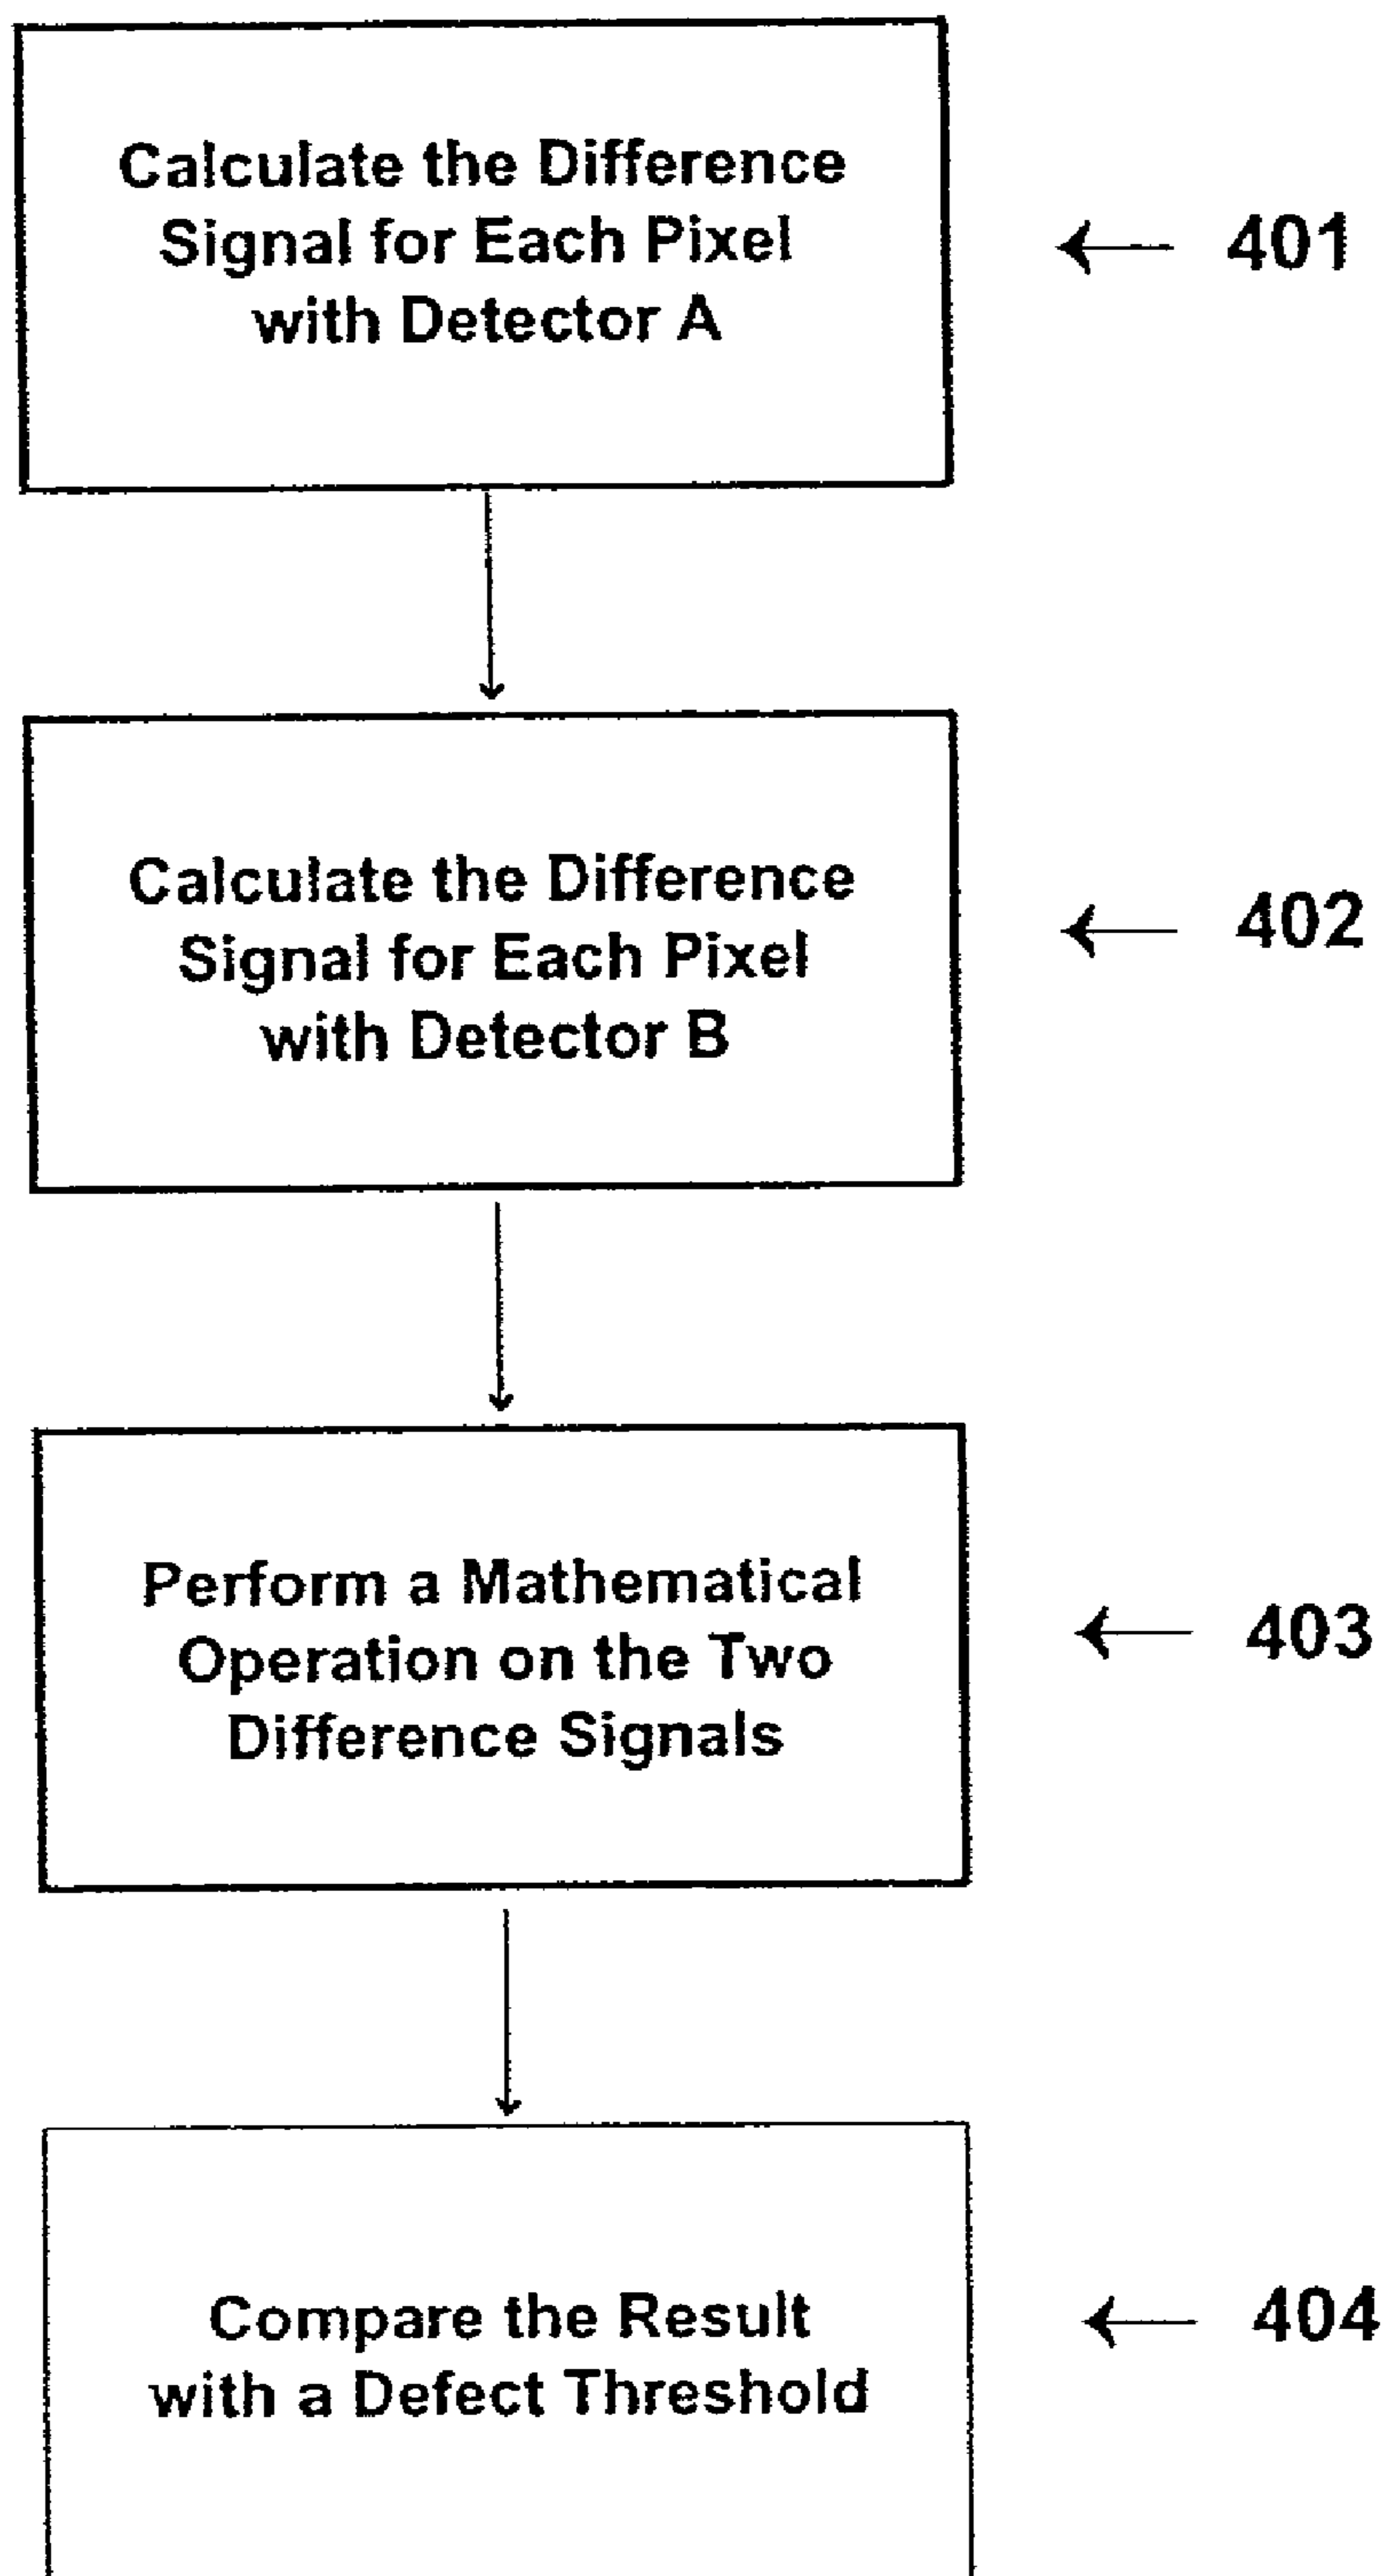 Calculate the Difference
Signal for Each Pixel
with Detector A
401
Calculate the Difference
Signal for Each Pixel
with Detector B
402
Perform a Mathematical
Operation on the Two
Difference Signals
403
Compare the Result
with a Defect Threshold
404